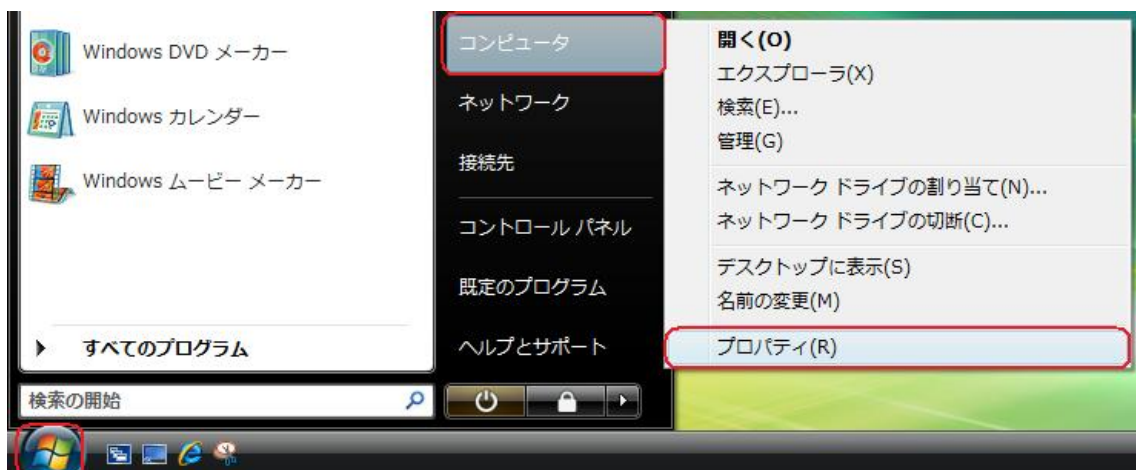 Windows DVD メーカー
Windows カレンダー
Windows ムービー メーカー
すべてのプログラム
検索の開始
コンピュータ
ネットワーク
接続先
コントロール パネル
既定のプログラム
ヘルプとサポート
開く(O)
エクスプローラ(X)
検索(E)...
管理(G)
ネットワーク ドライブの割り当て(N)...
ネットワーク ドライブの切断(C)...
デスクトップに表示(S)
名前の変更(M)
プロパティ(R)